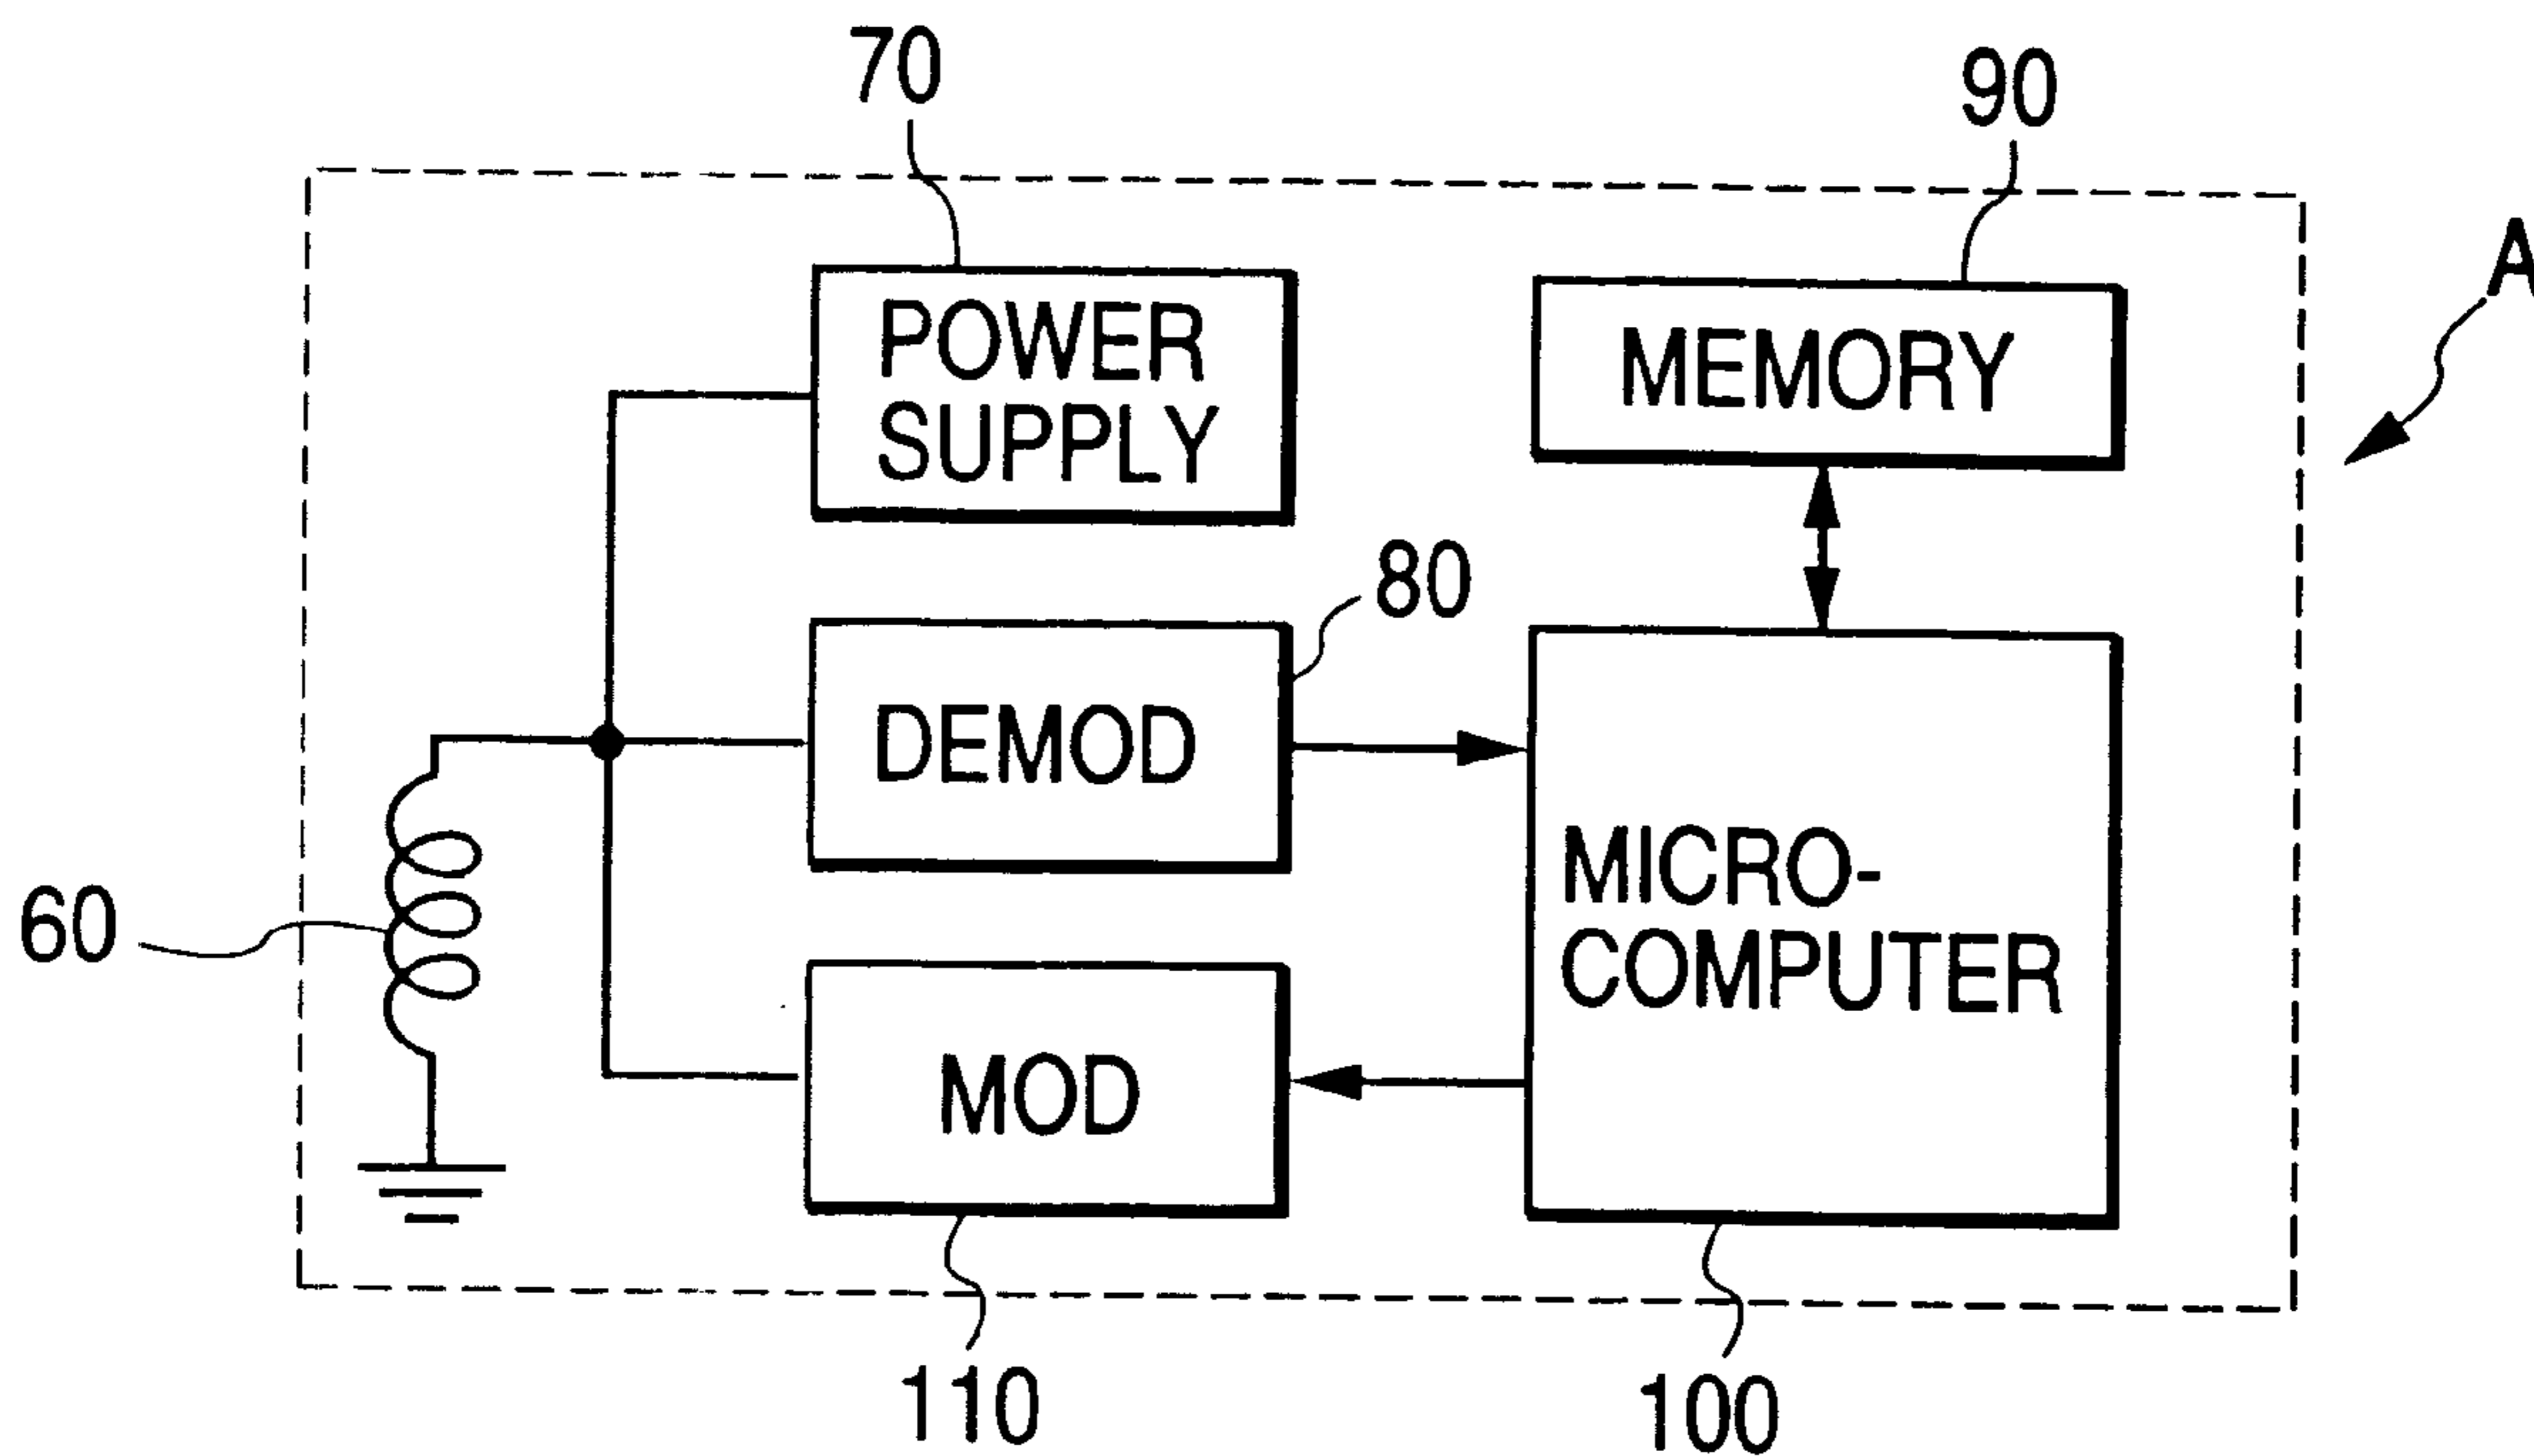 70
90
A
POWER
SUPPLY
MEMORY
80
DEMOD
MICRO-
COMPUTER
60
MOD
110
100